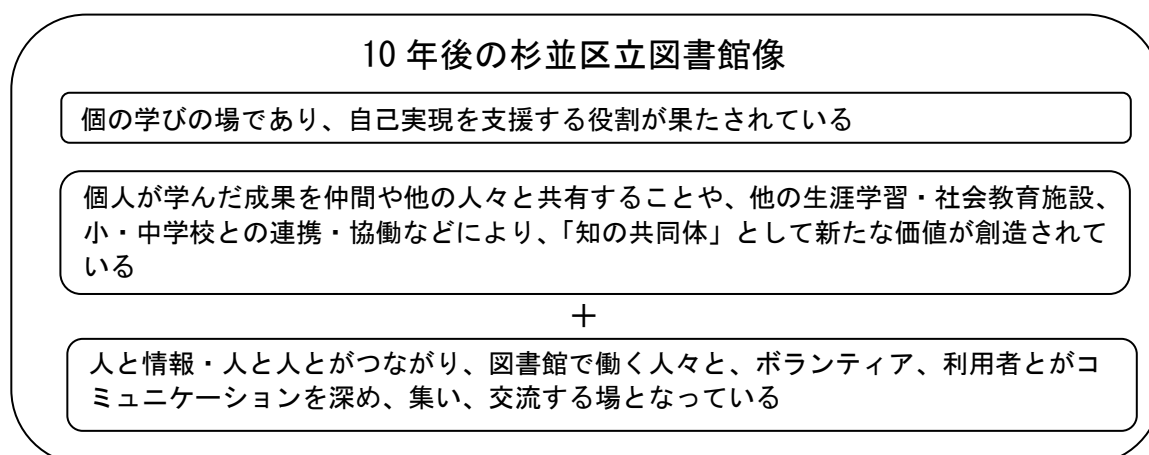 10年後の杉並区立図書館像
個の学びの場であり、自己実現を支援する役割が果たされている
個人が学んだ成果を仲間や他の人々と共有することや、他の生涯学習・社会教育施設、
小・中学校との連携・協働などにより、「知の共同体」として新たな価値が創造されて
いる
＋
人と情報・人と人とがつながり、図書館で働く人々と、ボランティア、利用者とがコ
ミュニケーションを深め、集い、交流する場となっている